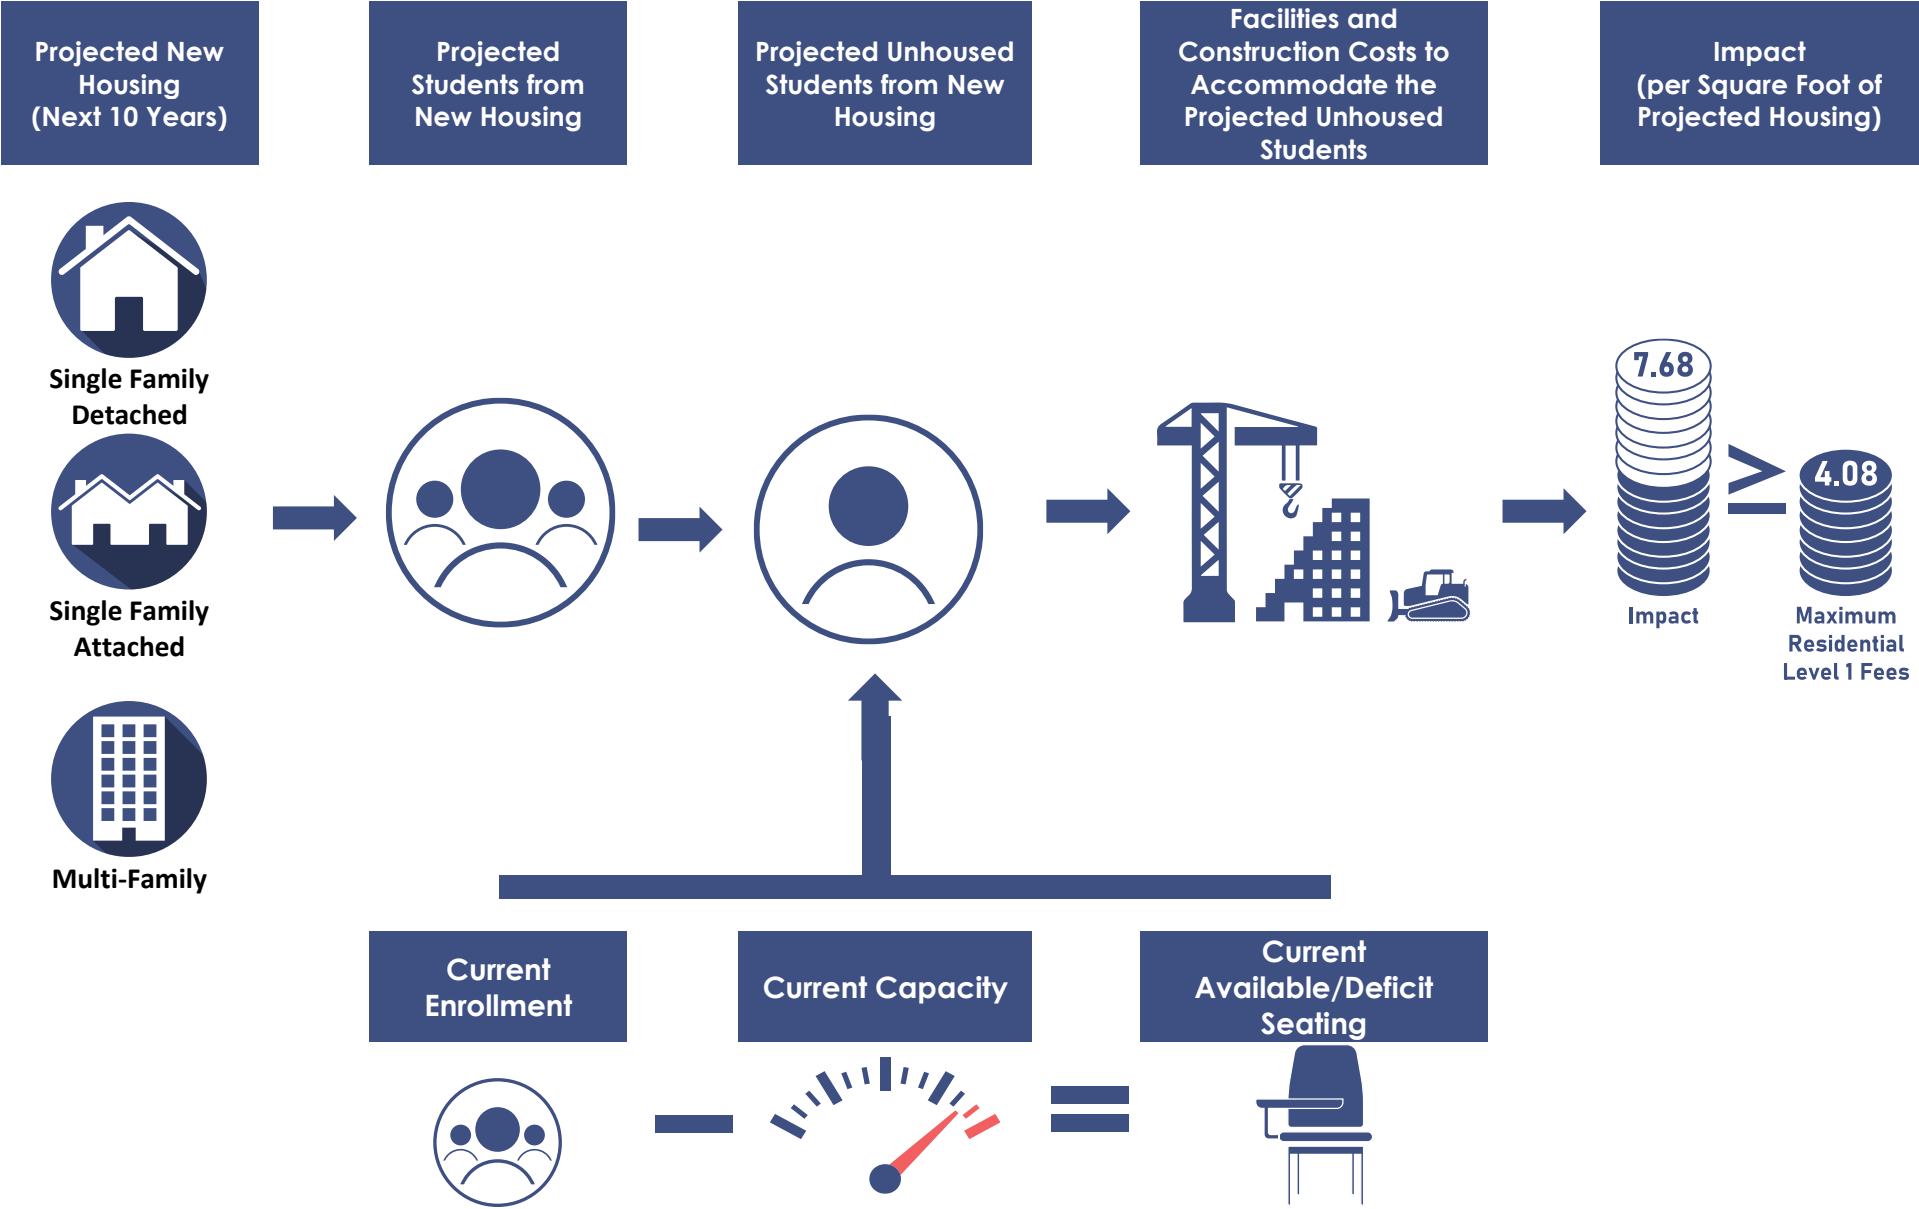 Projected New
Housing
(Next 10 Years)
Projected
Students from
New Housing
Projected Unhoused
Students from New
Housing
Facilities and
Construction Costs to
Accommodate the
Projected Unhoused
Students
Impact
(per Square Foot of
Projected Housing)
Single Family
Detached
Single Family
Attached
Multi-Family
7.68
>
4.08
Impact
Maximum
Residential
Level 1 Fees
Current
Enrollment
Current Capacity
Current
Available/Deficit
Seating